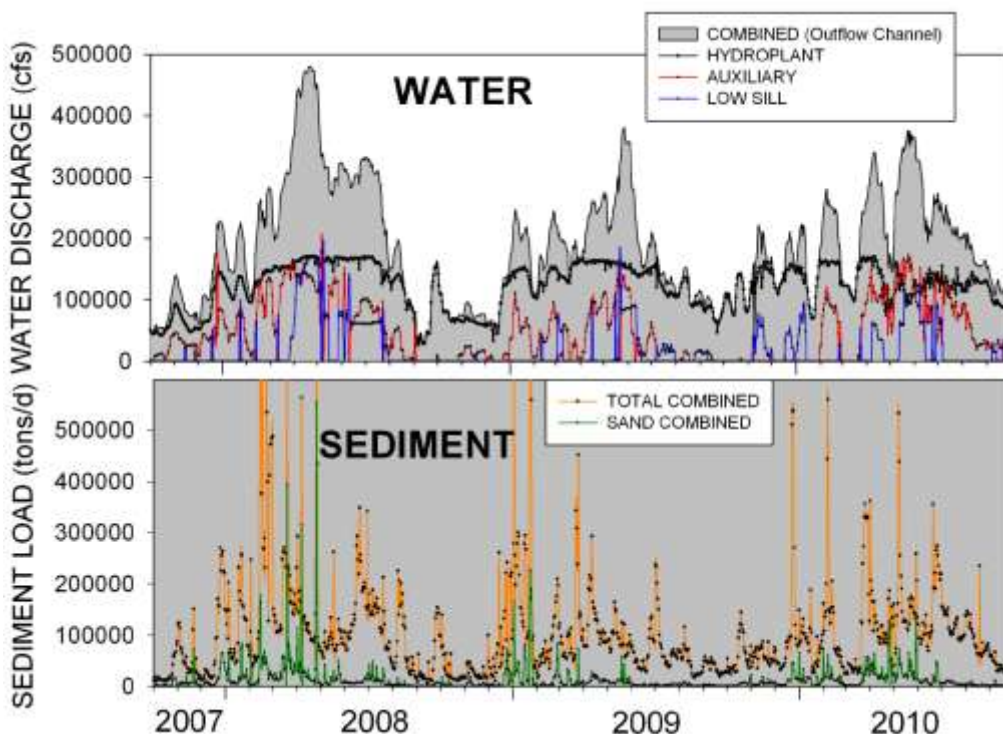 COMBINED (Outflow Channel)
HYDROPLANT
AUXILIARY
LOW SILL
WATER
WATER DISCHARGE (cfs)
500000
400000
300000
200000
100000
0
TOTAL COMBINED
SAND COMBINED
SEDIMENT
SEDIMENT LOAD (tons/d)
500000
400000
300000
200000
100000
0
2007
2008
2009
2010